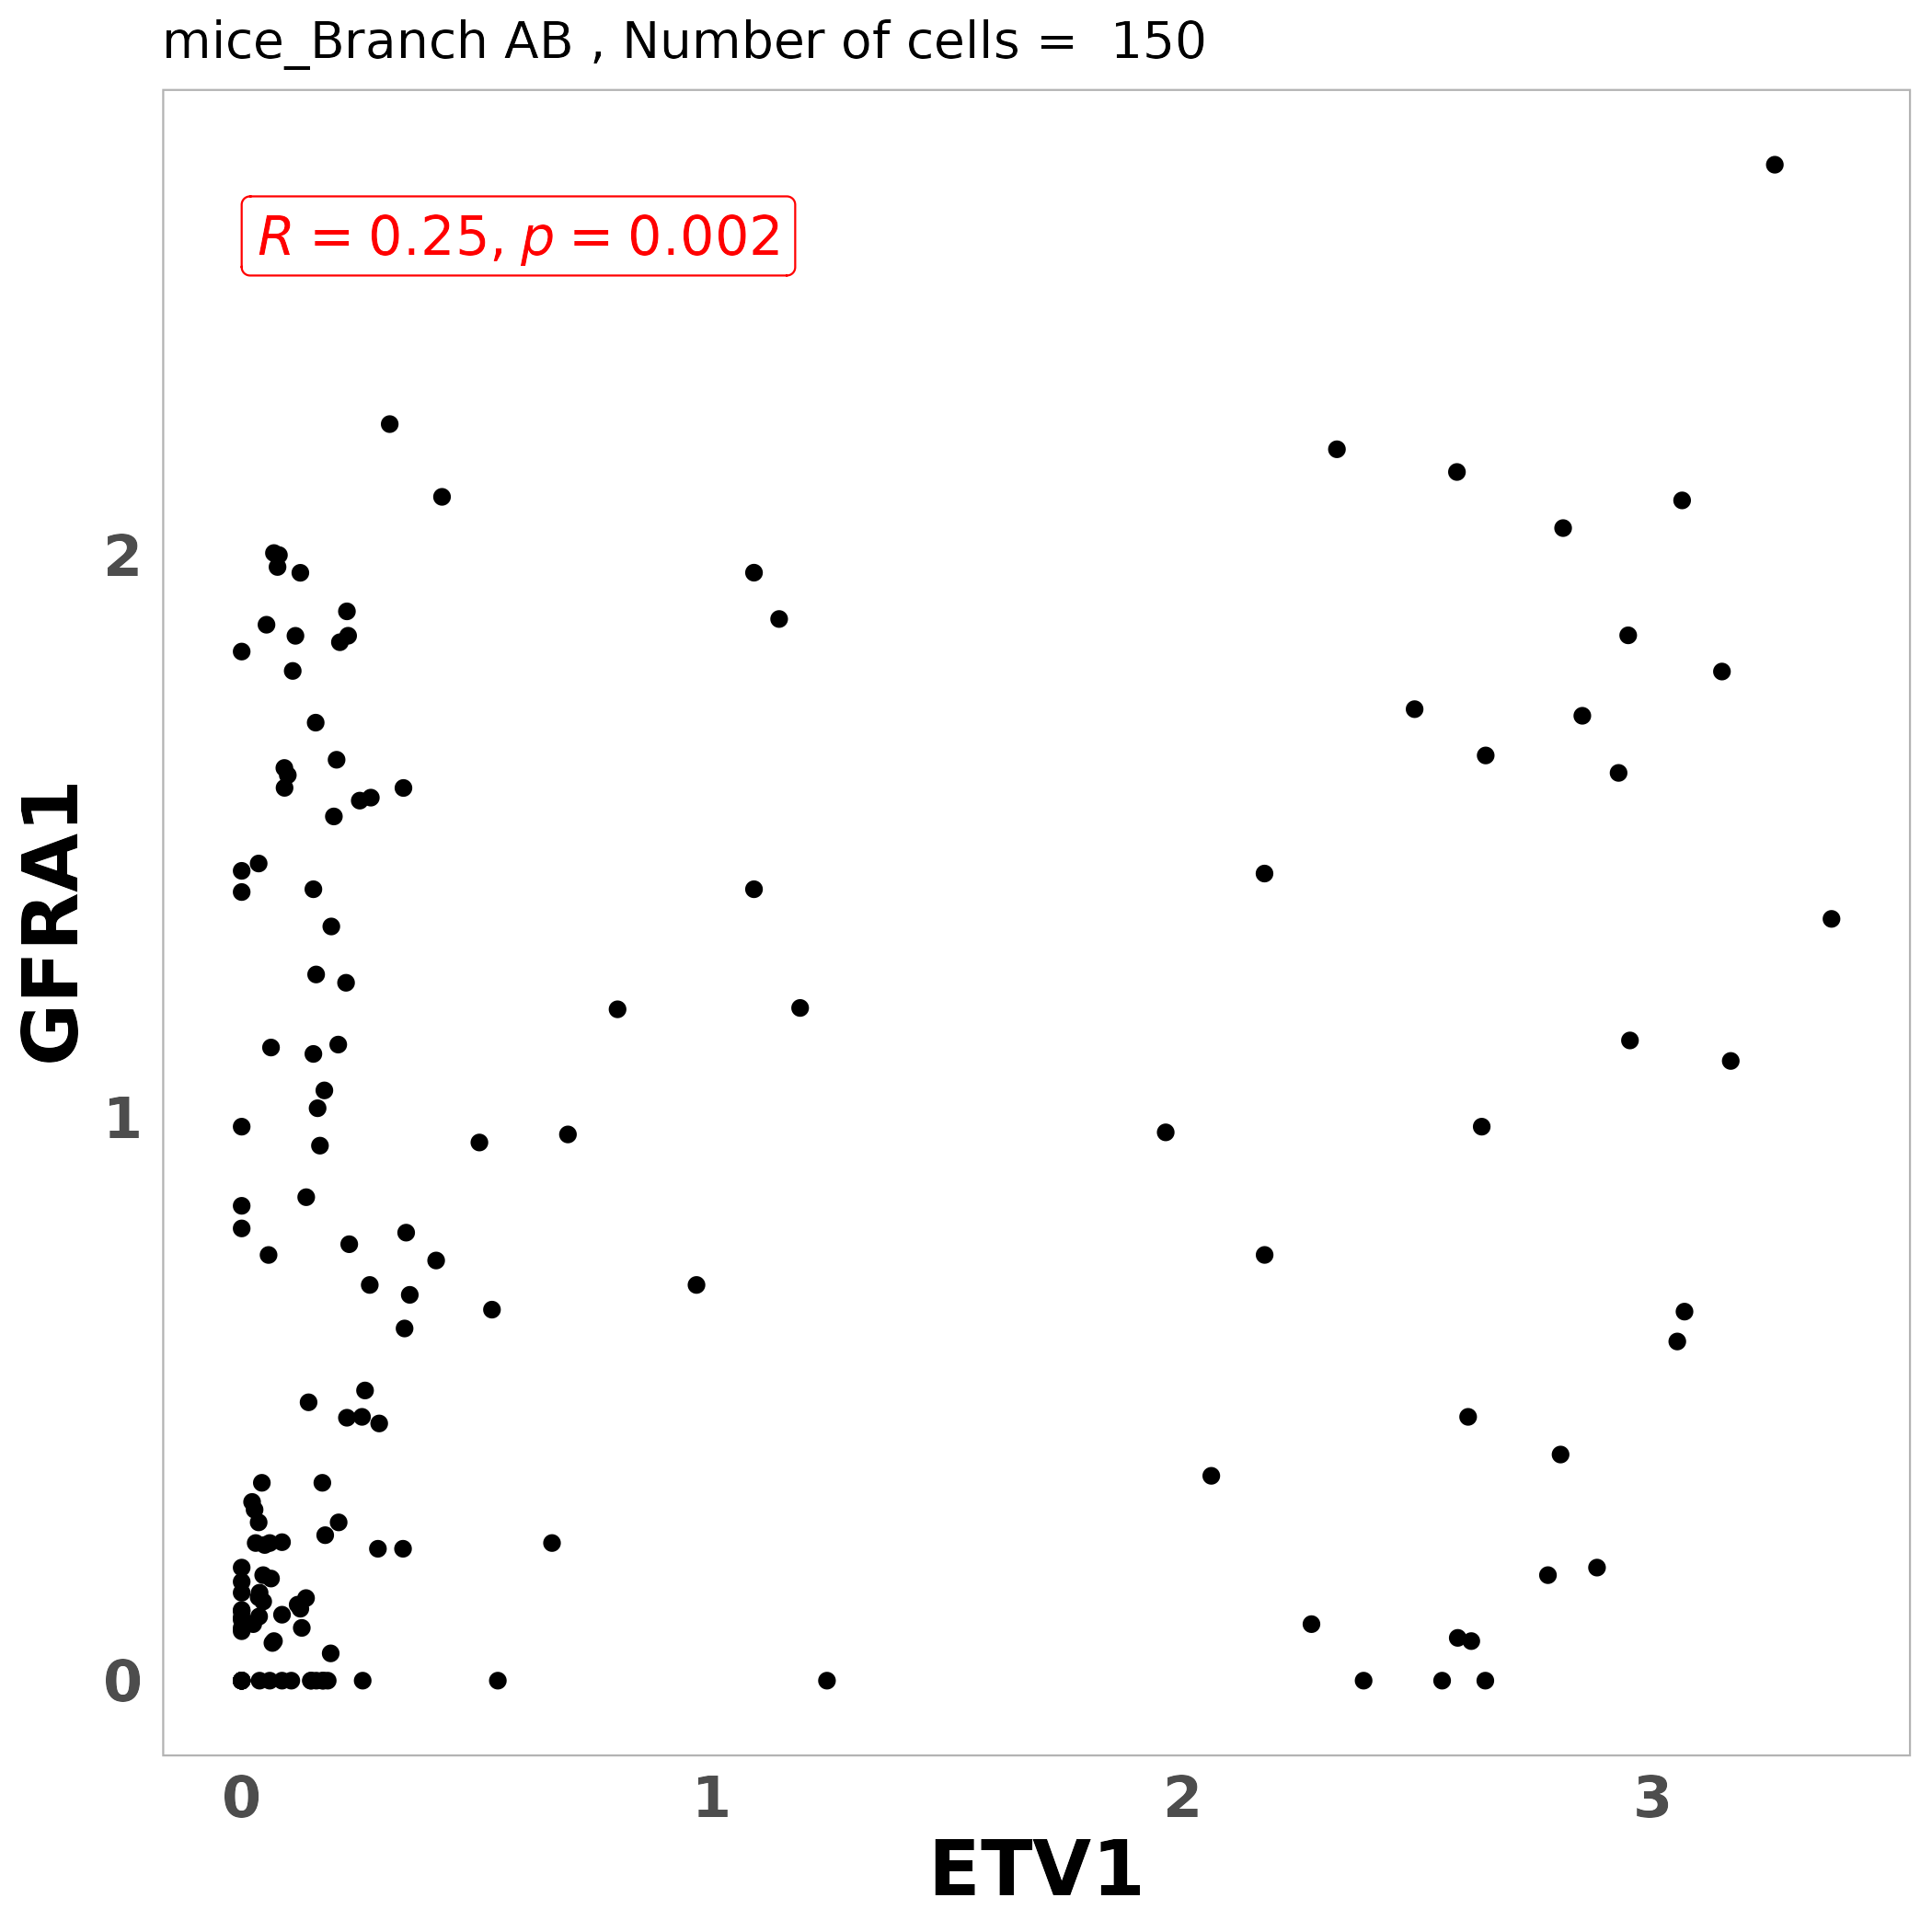 mice_Branch AB , Number of cells =  150
R = 0.25, p = 0.002
GFRA1
2
1
0
0 1 2 3
ETV1